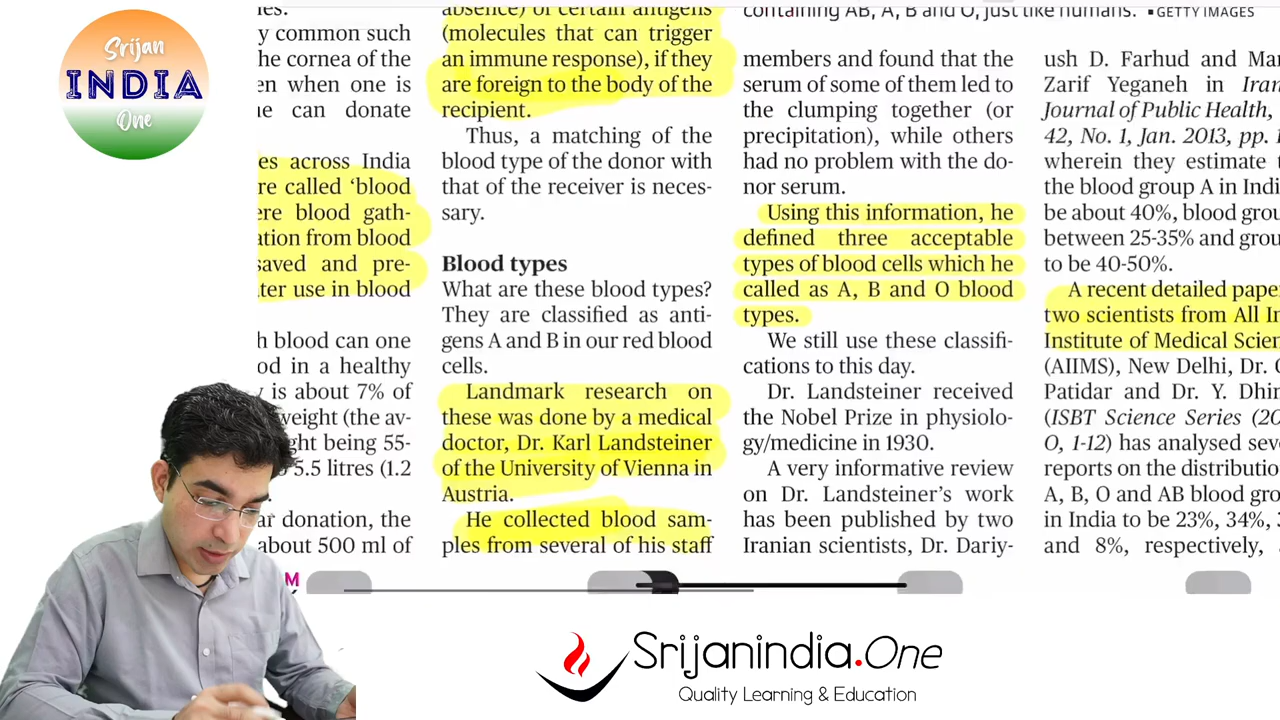 Srijan
INDIA
One
ies.
y common such
he cornea of the
en when one is
ue can donate
es across India
re called ‘blood
ere blood gath-
ation from blood
saved and pre-
ter use in blood
h blood can one
od in a healthy
y is about 7% of
weight (the av-
ght being 55-
5.5 litres (1.2
ar donation, the
about 500 ml of
M
absence) of certain antigens
(molecules that can trigger
an immune response), if they
are foreign to the body of the
recipient.
Thus, a matching of the
blood type of the donor with
that of the receiver is neces-
sary.
Blood types
What are these blood types?
They are classified as anti-
gens A and B in our red blood
cells.
Landmark research on
these was done by a medical
doctor, Dr. Karl Landsteiner
of the University of Vienna in
Austria.
He collected blood sam-
ples from several of his staff
containing AB, A, B and O, just like humans. ▪ GETTY IMAGES
members and found that the
serum of some of them led to
the clumping together (or
precipitation), while others
had no problem with the do-
nor serum.
Using this information, he
defined three acceptable
types of blood cells which he
called as A, B and O blood
types.
We still use these classifi-
cations to this day.
Dr. Landsteiner received
the Nobel Prize in physiolo-
gy/medicine in 1930.
A very informative review
on Dr. Landsteiner’s work
has been published by two
Iranian scientists, Dr. Dariy-
ush D. Farhud and Mar
Zarif Yeganeh in Iran
Journal of Public Health,
42, No. 1, Jan. 2013, pp. 1
wherein they estimate t
the blood group A in Indi
be about 40%, blood grou
between 25-35% and grou
to be 40-50%.
A recent detailed pape
two scientists from All In
Institute of Medical Scien
(AIIMS), New Delhi, Dr. G
Patidar and Dr. Y. Dhin
(ISBT Science Series (20
0, 1-12) has analysed seve
reports on the distributio
A, B, O and AB blood gro
in India to be 23%, 34%, 3
and 8%, respectively,
Srijanindia.One
Quality Learning & Education